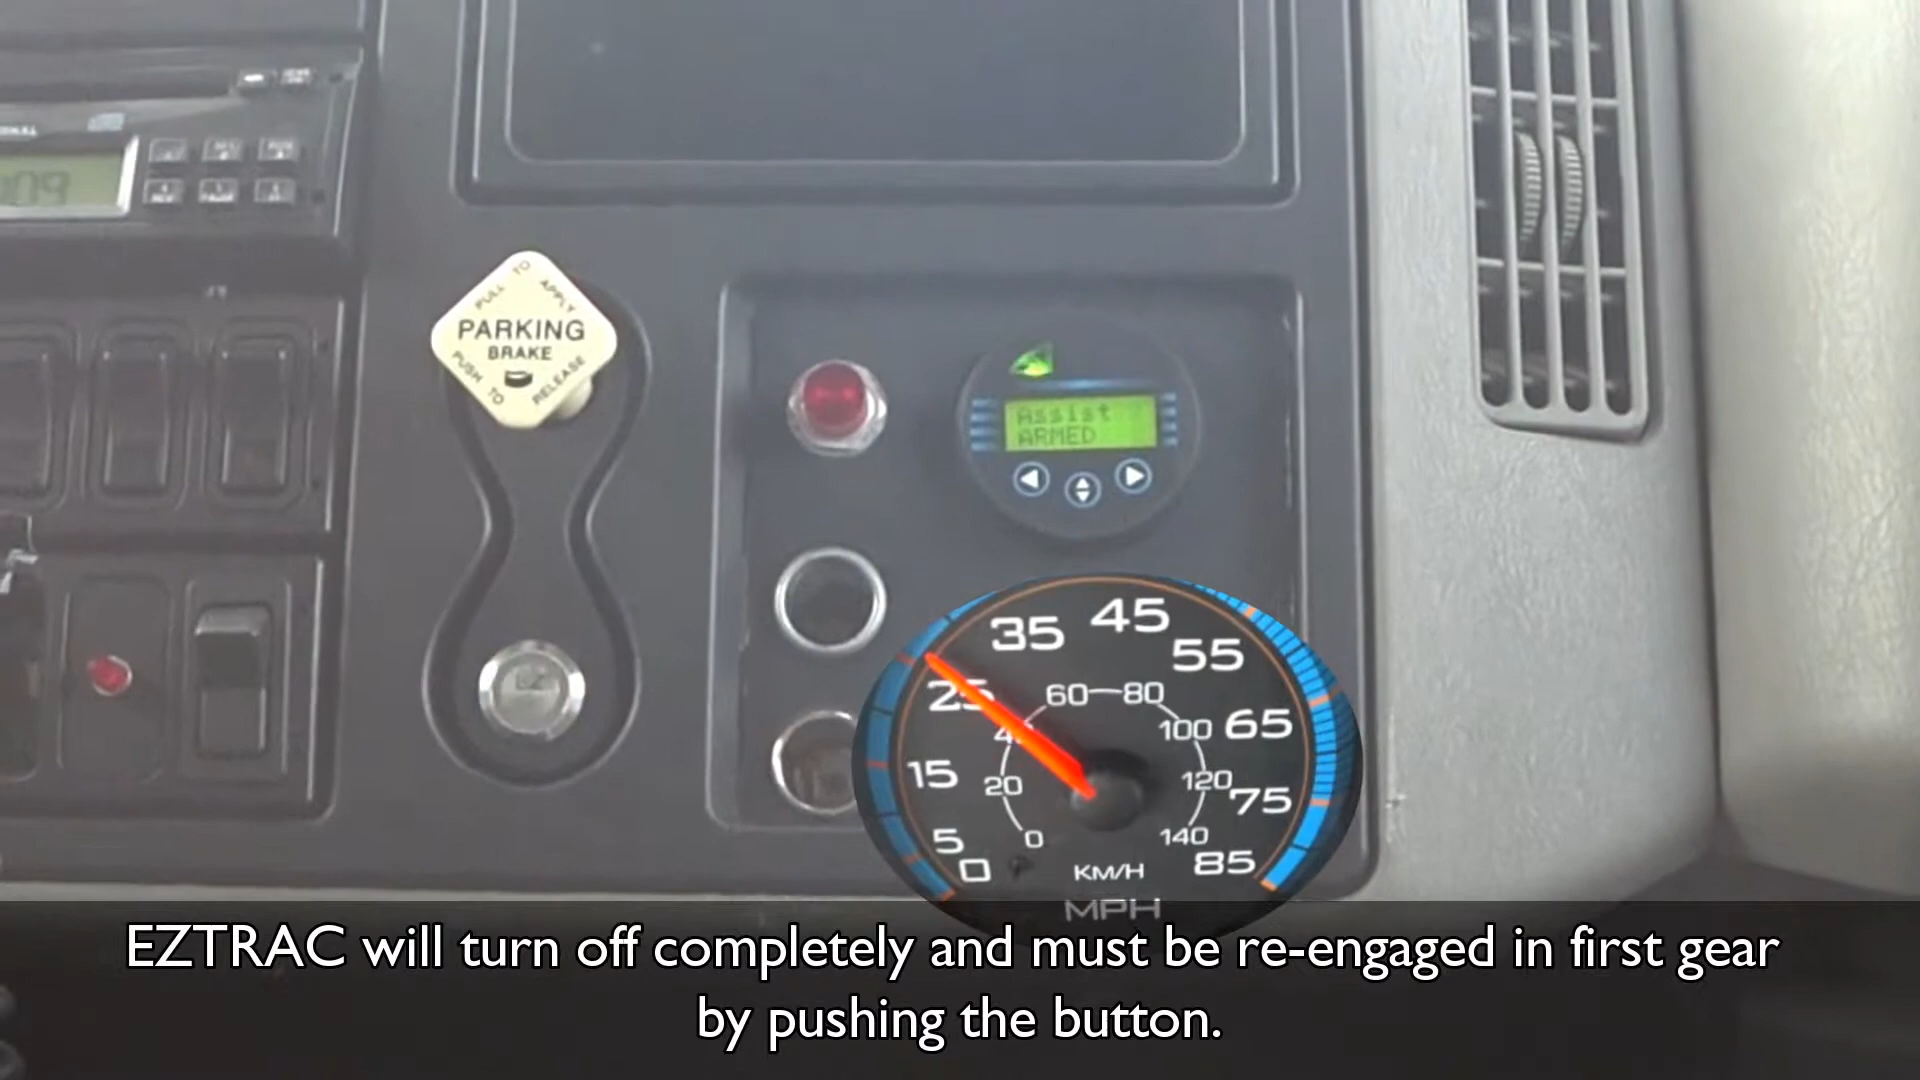 PULL TO APPLY
PARKING
BRAKE
PUSH TO RELEASE
Assist
ARMED
35 45
55
25
60 80
100 65
15
20
120
75
5
0
140
85
0
KM/H
MPH
EZTRAC will turn off completely and must be re-engaged in first gear
by pushing the button.